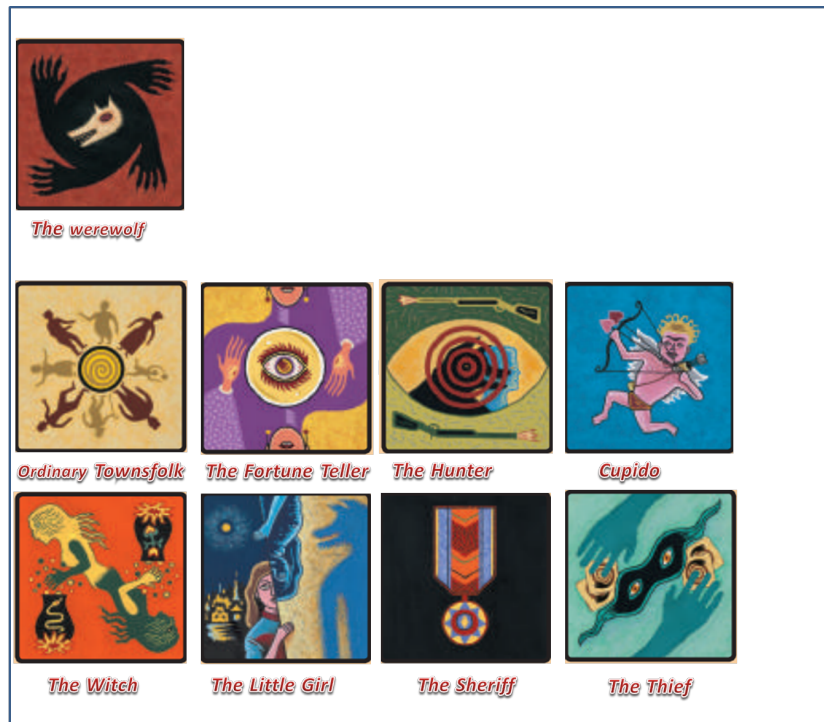 The werewolf
Ordinary Townsfolk
The Fortune Teller
The Hunter
Cupido
The Witch
The Little Girl
The Sheriff
The Thief